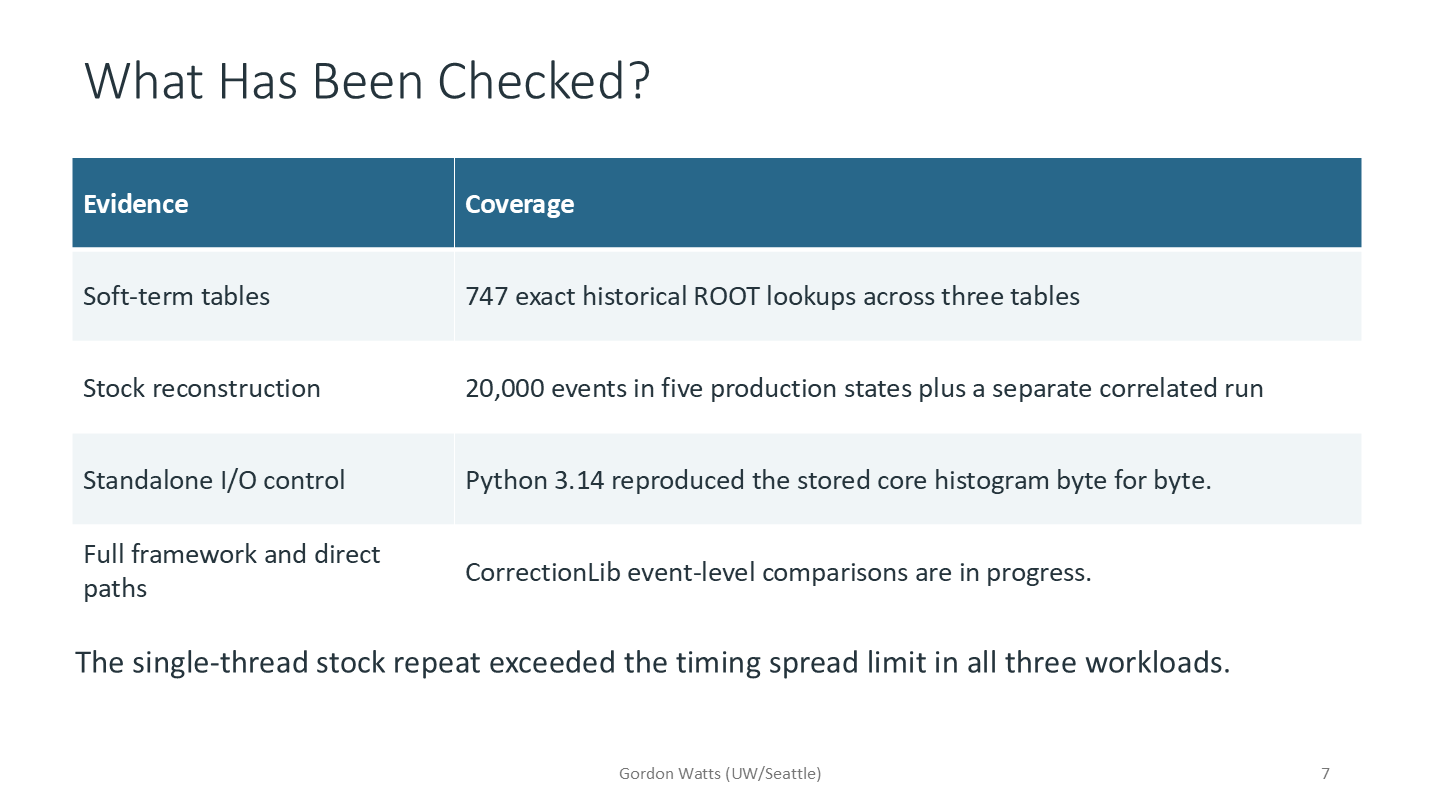 What Has Been Checked?
Evidence
Coverage
Soft-term tables
747 exact historical ROOT lookups across three tables
Stock reconstruction
20,000 events in five production states plus a separate correlated run
Standalone I/O control
Python 3.14 reproduced the stored core histogram byte for byte.
Full framework and direct
paths
CorrectionLib event-level comparisons are in progress.
The single-thread stock repeat exceeded the timing spread limit in all three workloads.
Gordon Watts (UW/Seattle)
7